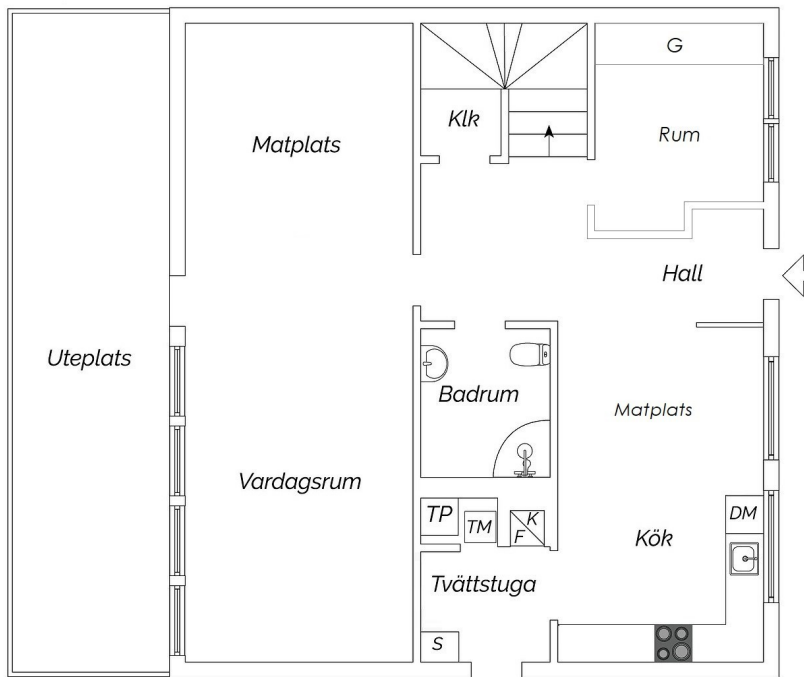 G
Klk
Rum
Matplats
Hall
Uteplats
Badrum
Matplats
Vardagsrum
TP
TM
K
F
DM
Kök
Tvättstuga
S